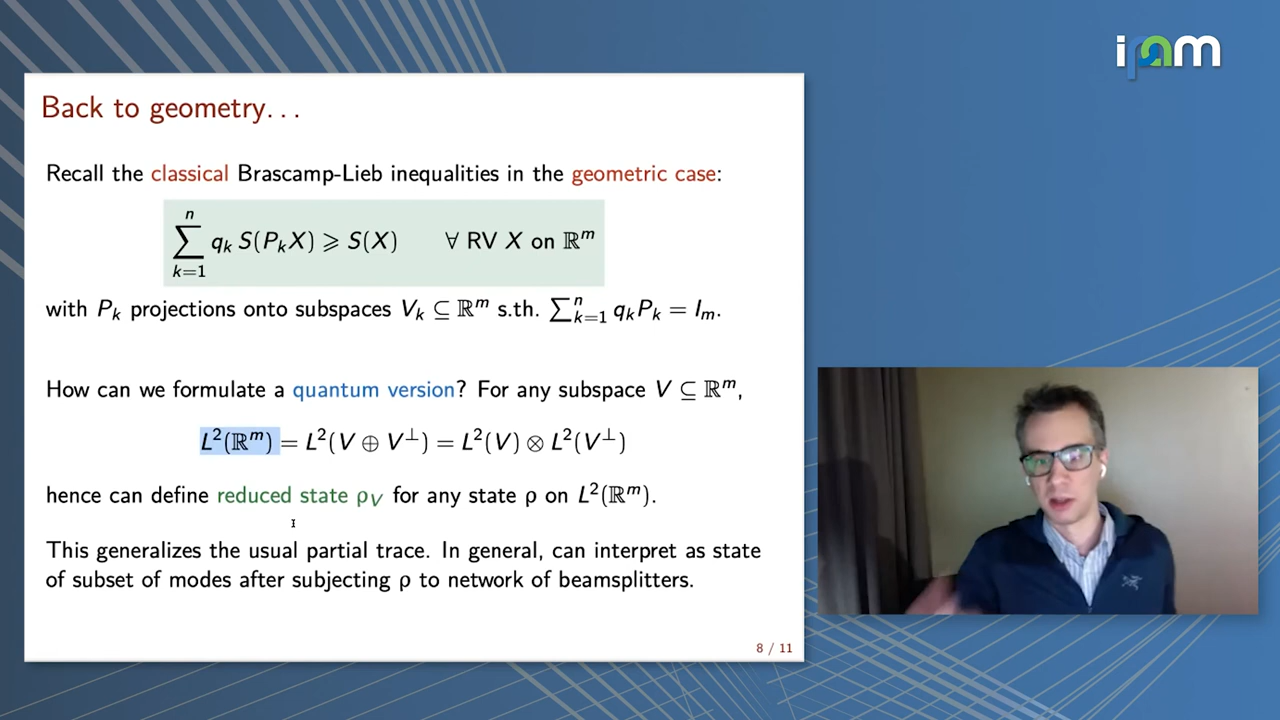 ipam
Back to geometry...
Recall the classical Brascamp-Lieb inequalities in the geometric case:
∑_{k=1}^{n} q_k S(P_k X) ⩾ S(X)   ∀ RV X on ℝ^m
with P_k projections onto subspaces V_k ⊆ ℝ^m s.th. ∑_{k=1}^{n} q_k P_k = I_m.
How can we formulate a quantum version? For any subspace V ⊆ ℝ^m,
L²(ℝ^m) = L²(V ⊕ V^⊥) = L²(V) ⊗ L²(V^⊥)
hence can define reduced state ρ_V for any state ρ on L²(ℝ^m).
This generalizes the usual partial trace. In general, can interpret as state
of subset of modes after subjecting ρ to network of beamsplitters.
8 / 11